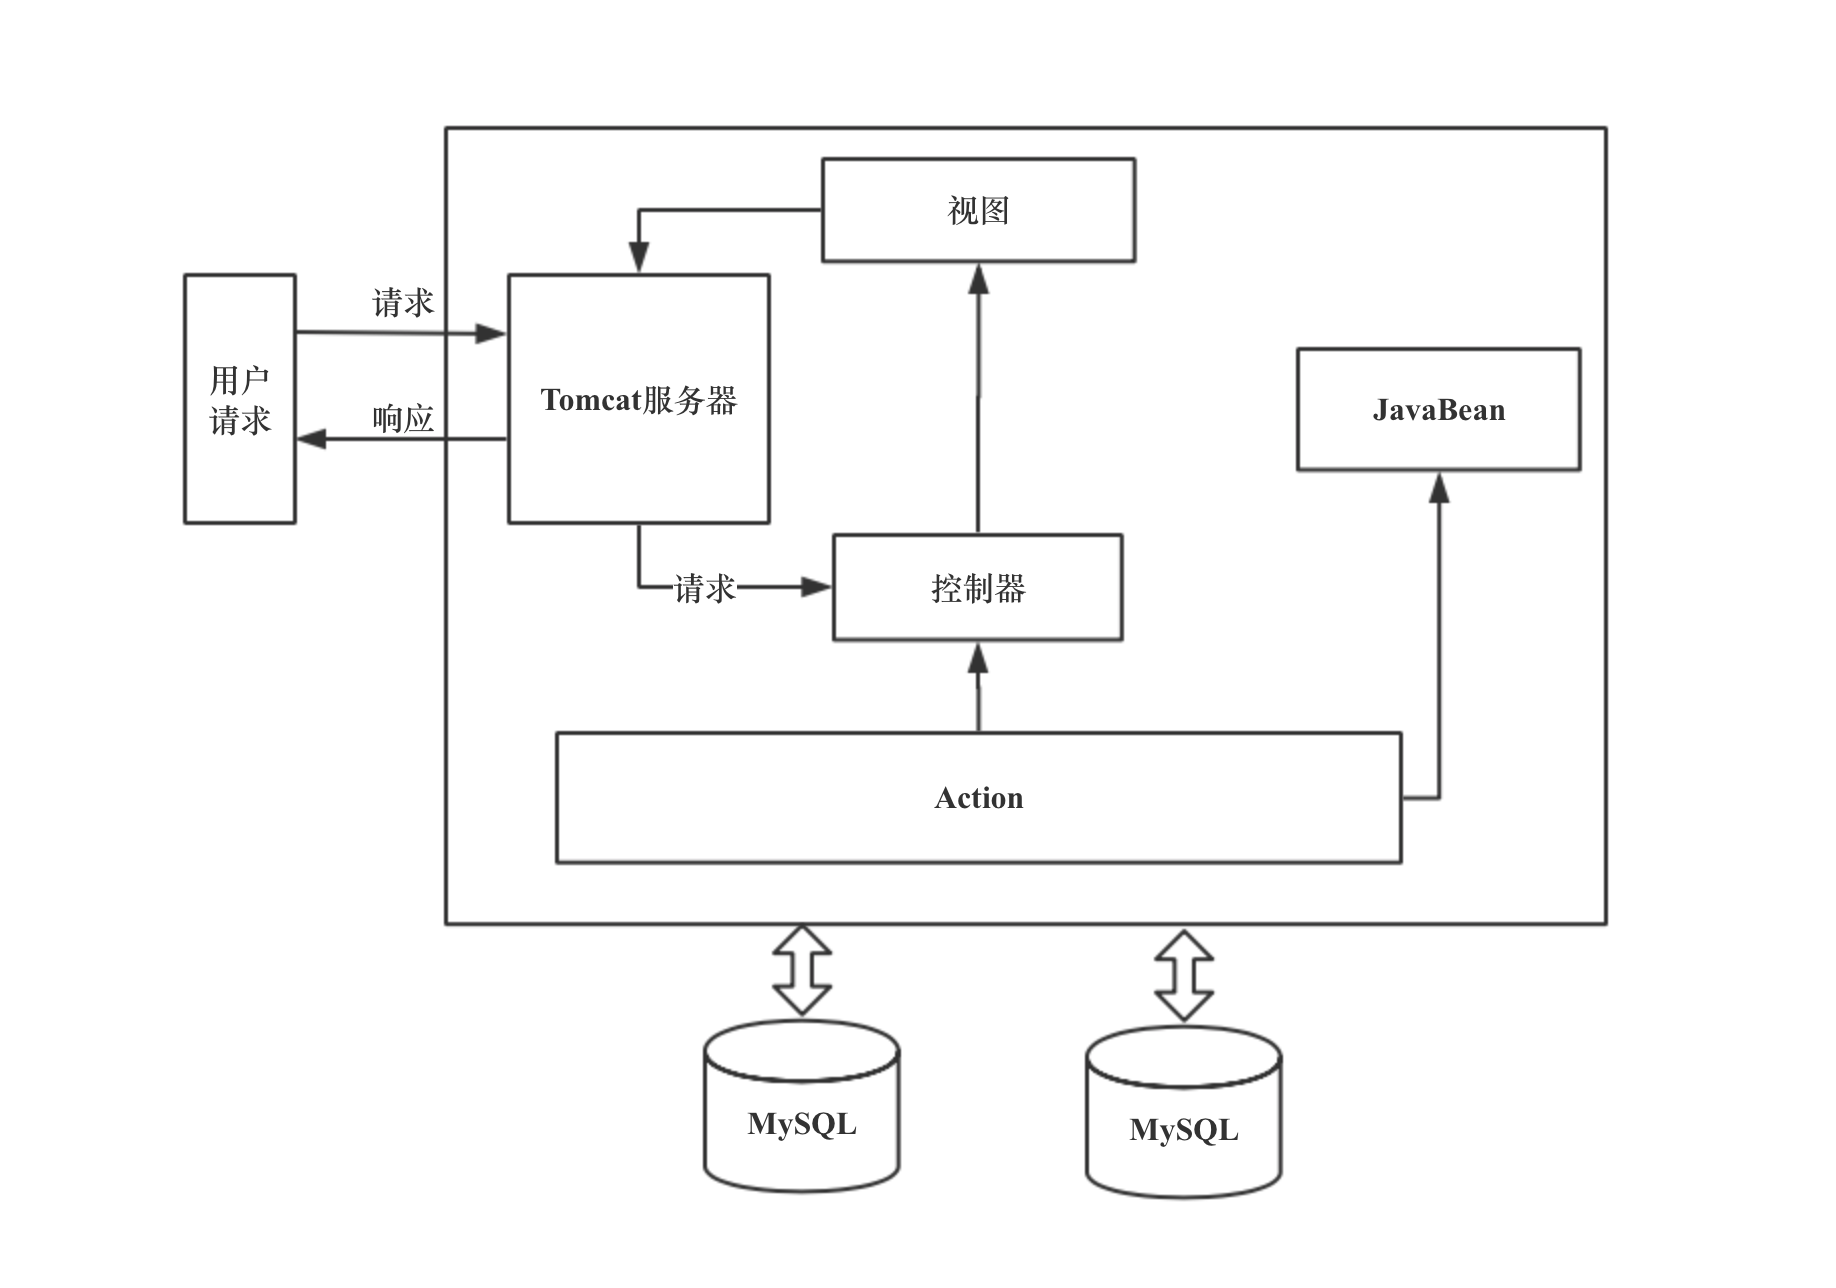 视图
请求
用户
请求
响应
Tomcat服务器
JavaBean
请求
控制器
Action
MySQL
MySQL